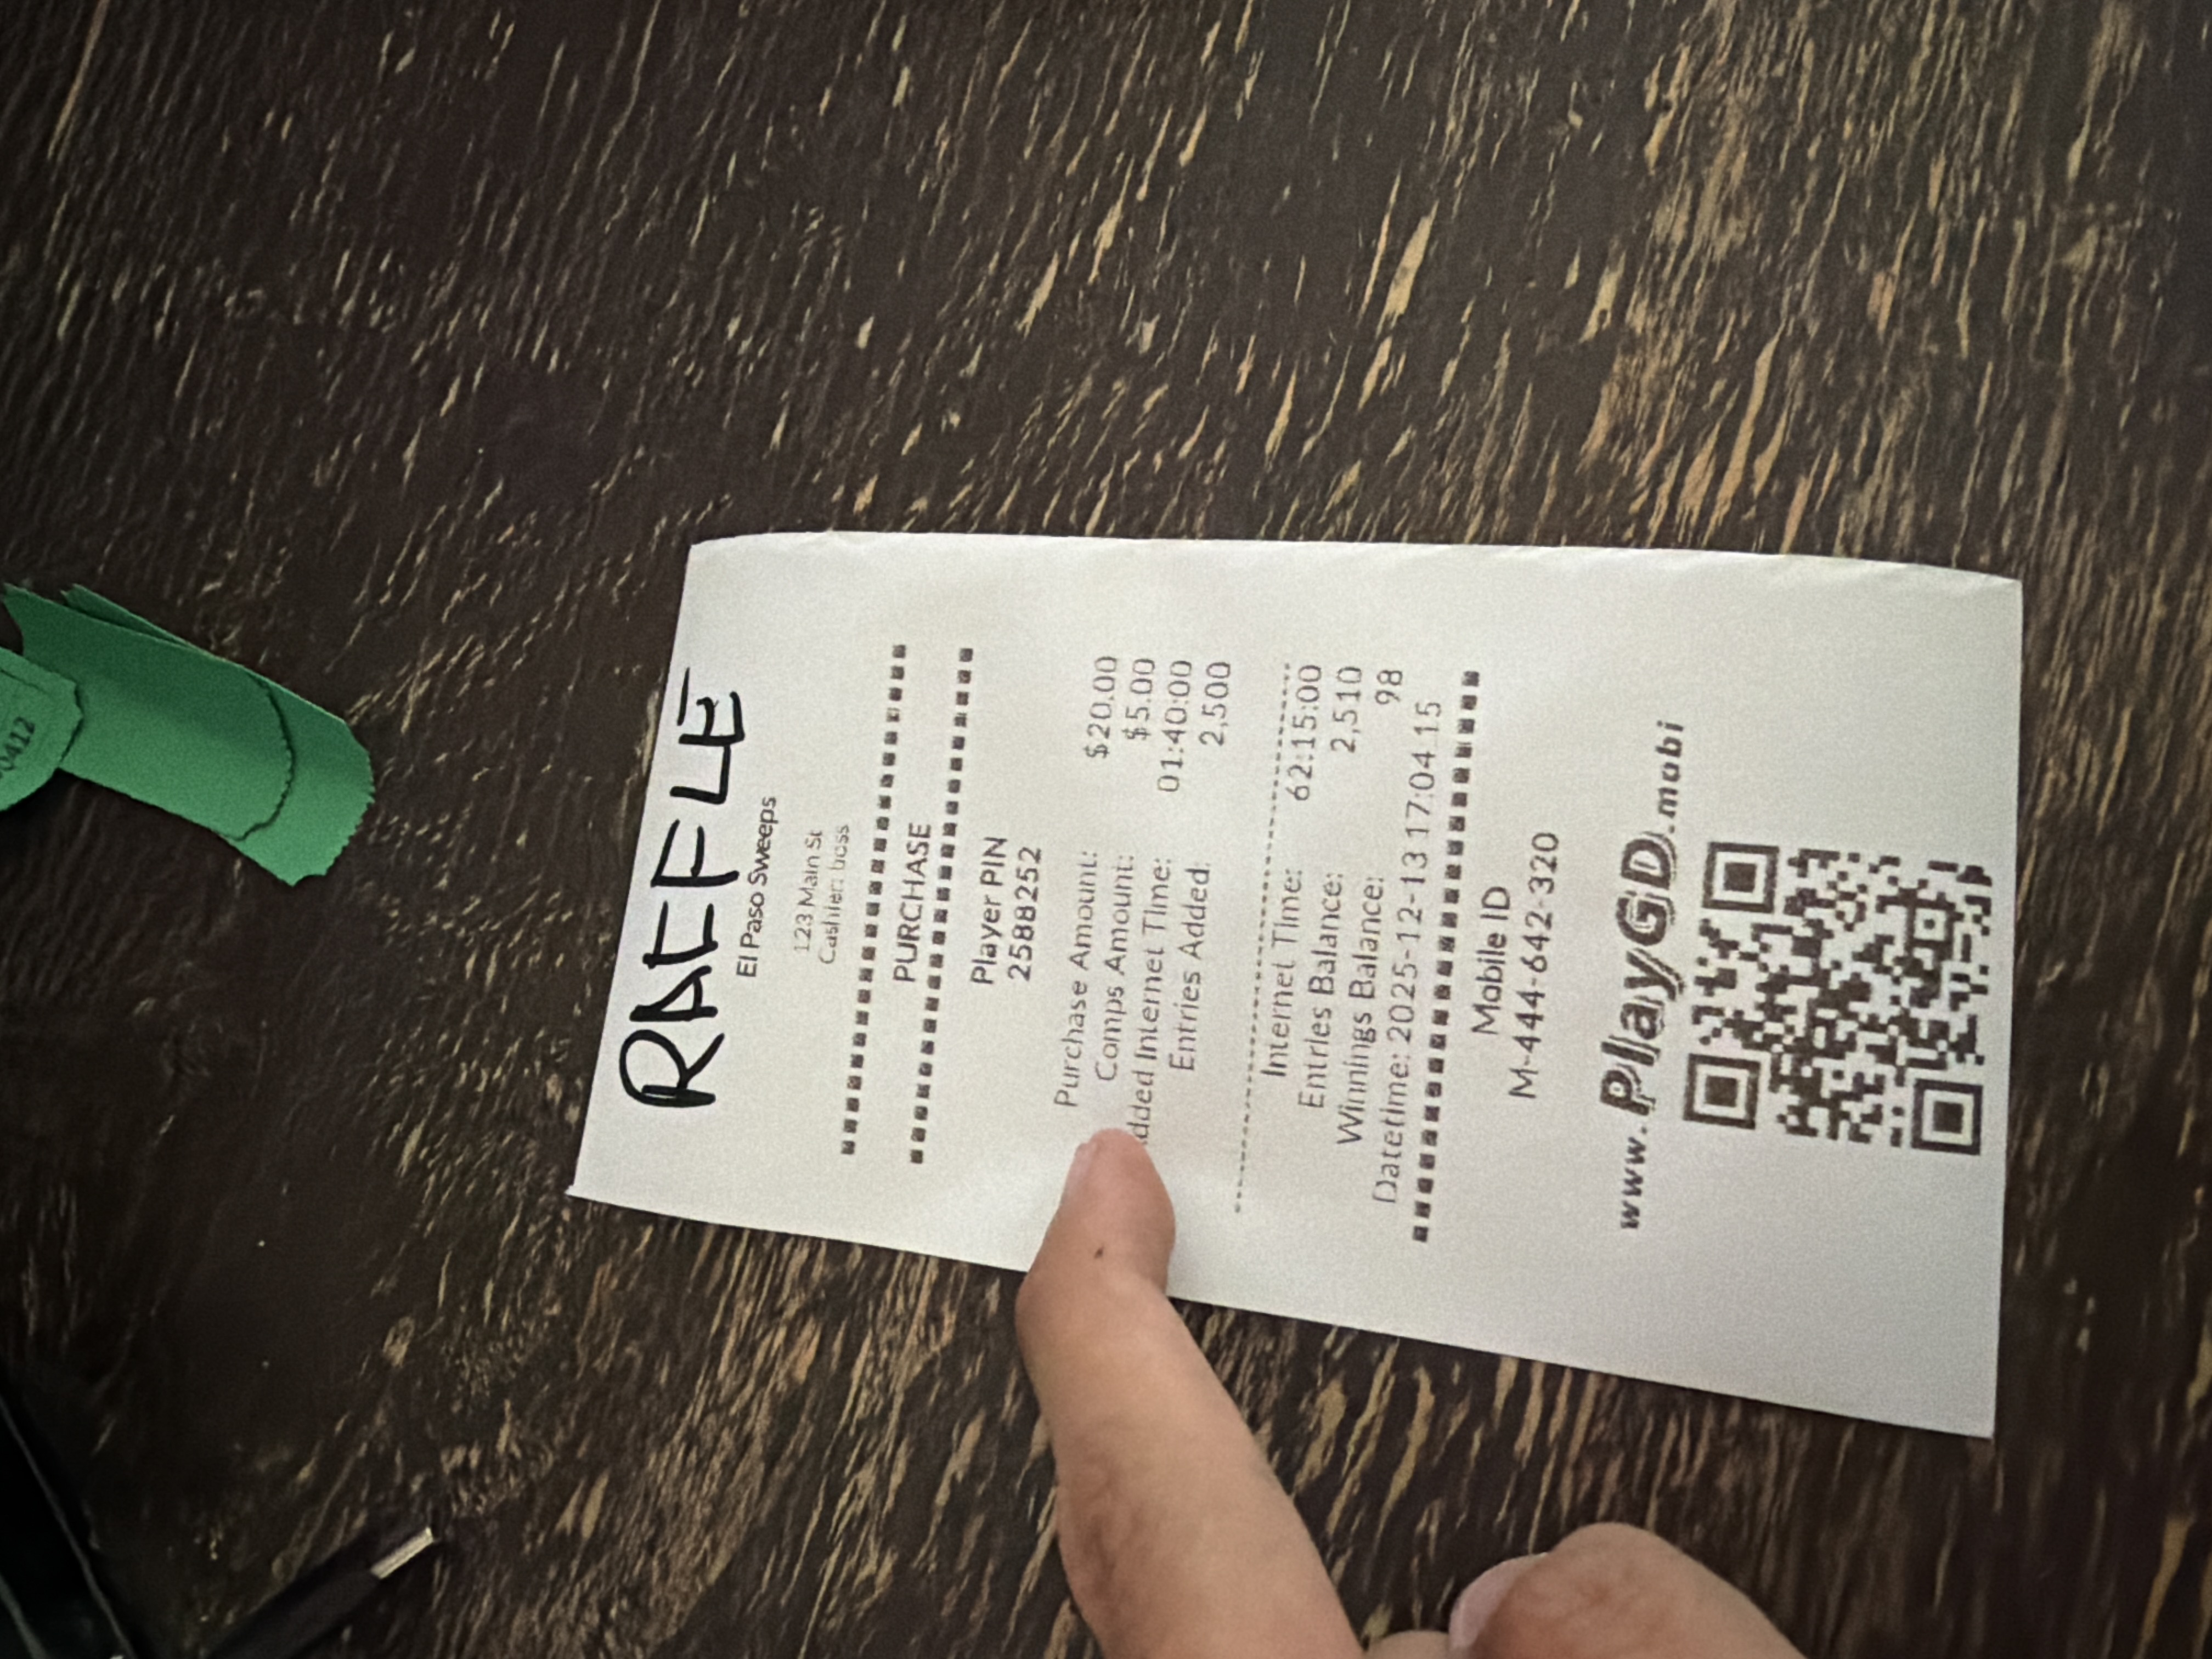 RAFFLE
El Paso Sweeps
123 Main St
Cashier: boss
PURCHASE
Player PIN
2588252
Purchase Amount: $20.00
Comps Amount: $5.00
dded Internet Time: 01:40:00
Entries Added: 2,500
Internet Time: 62:15:00
Entries Balance: 2,510
Winnings Balance: 98
Datetime: 2025-12-13 17:04:15
Mobile ID
M-444-642-320
www.PlayGD.mobi
0412